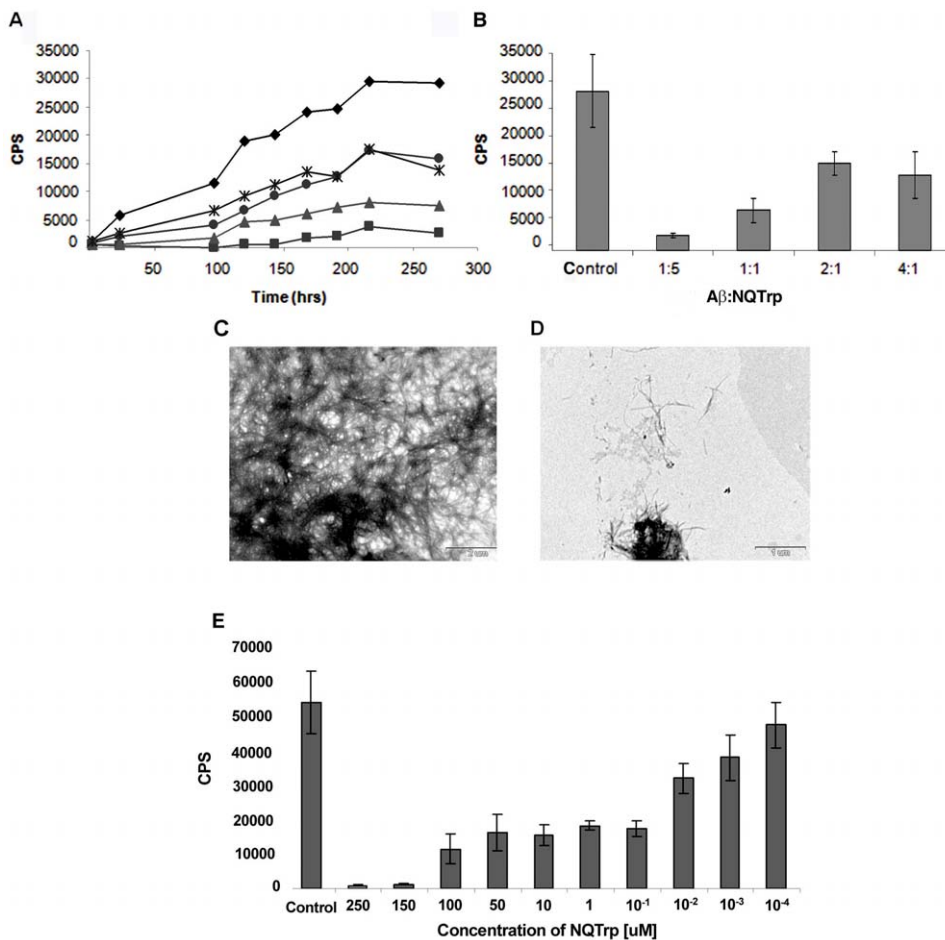 A
35000
30000
25000
20000
15000
10000
5000
0
CPS
50 100 150 200 250 300
Time (hrs)
B
35000
30000
25000
20000
15000
10000
5000
0
CPS
Control 1:5 1:1 2:1 4:1
Aβ:NQTrp
C
D
1 um
E
70000
60000
50000
40000
30000
20000
10000
0
CPS
Control 250 150 100 50 10 1 10⁻¹ 10⁻² 10⁻³ 10⁻⁴
Concentration of NQTrp [uM]